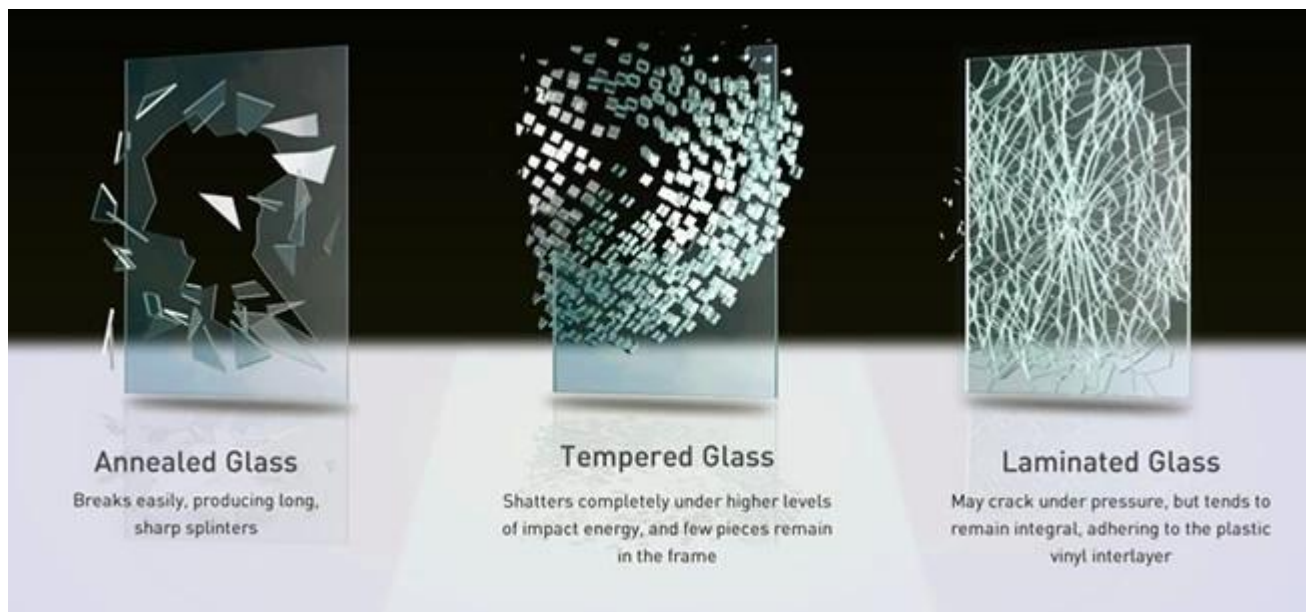 Annealed Glass
Breaks easily, producing long,
sharp splinters
Tempered Glass
Shatters completely under higher levels
of impact energy, and few pieces remain
in the frame
Laminated Glass
May crack under pressure, but tends to
remain integral, adhering to the plastic
vinyl interlayer